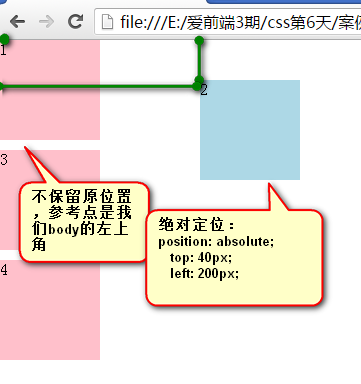 file:///E:/爱前端3期/css第6天/案例
1
2
不保留原位置
，参考点是我
们body的左上
角
3
绝对定位：
position: absolute;
top: 40px;
left: 200px;
4